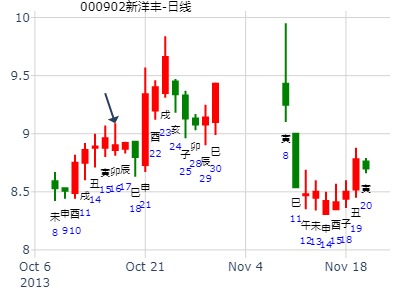 000902新洋丰-日线
10
9.5
9
8.5
8
未 申 酉 戌 丑 寅 卯 辰 巳 申 酉 戌 亥 子 卯 辰 巳 寅 巳 午 未 申 酉 子 丑 寅
8 9 10 11 14 15 16 17 18 21 22 23 24 25 28 29 30 8 11 12 13 14 15 18 19 20
Oct 6 Oct 21 Nov 4 Nov 18
2013